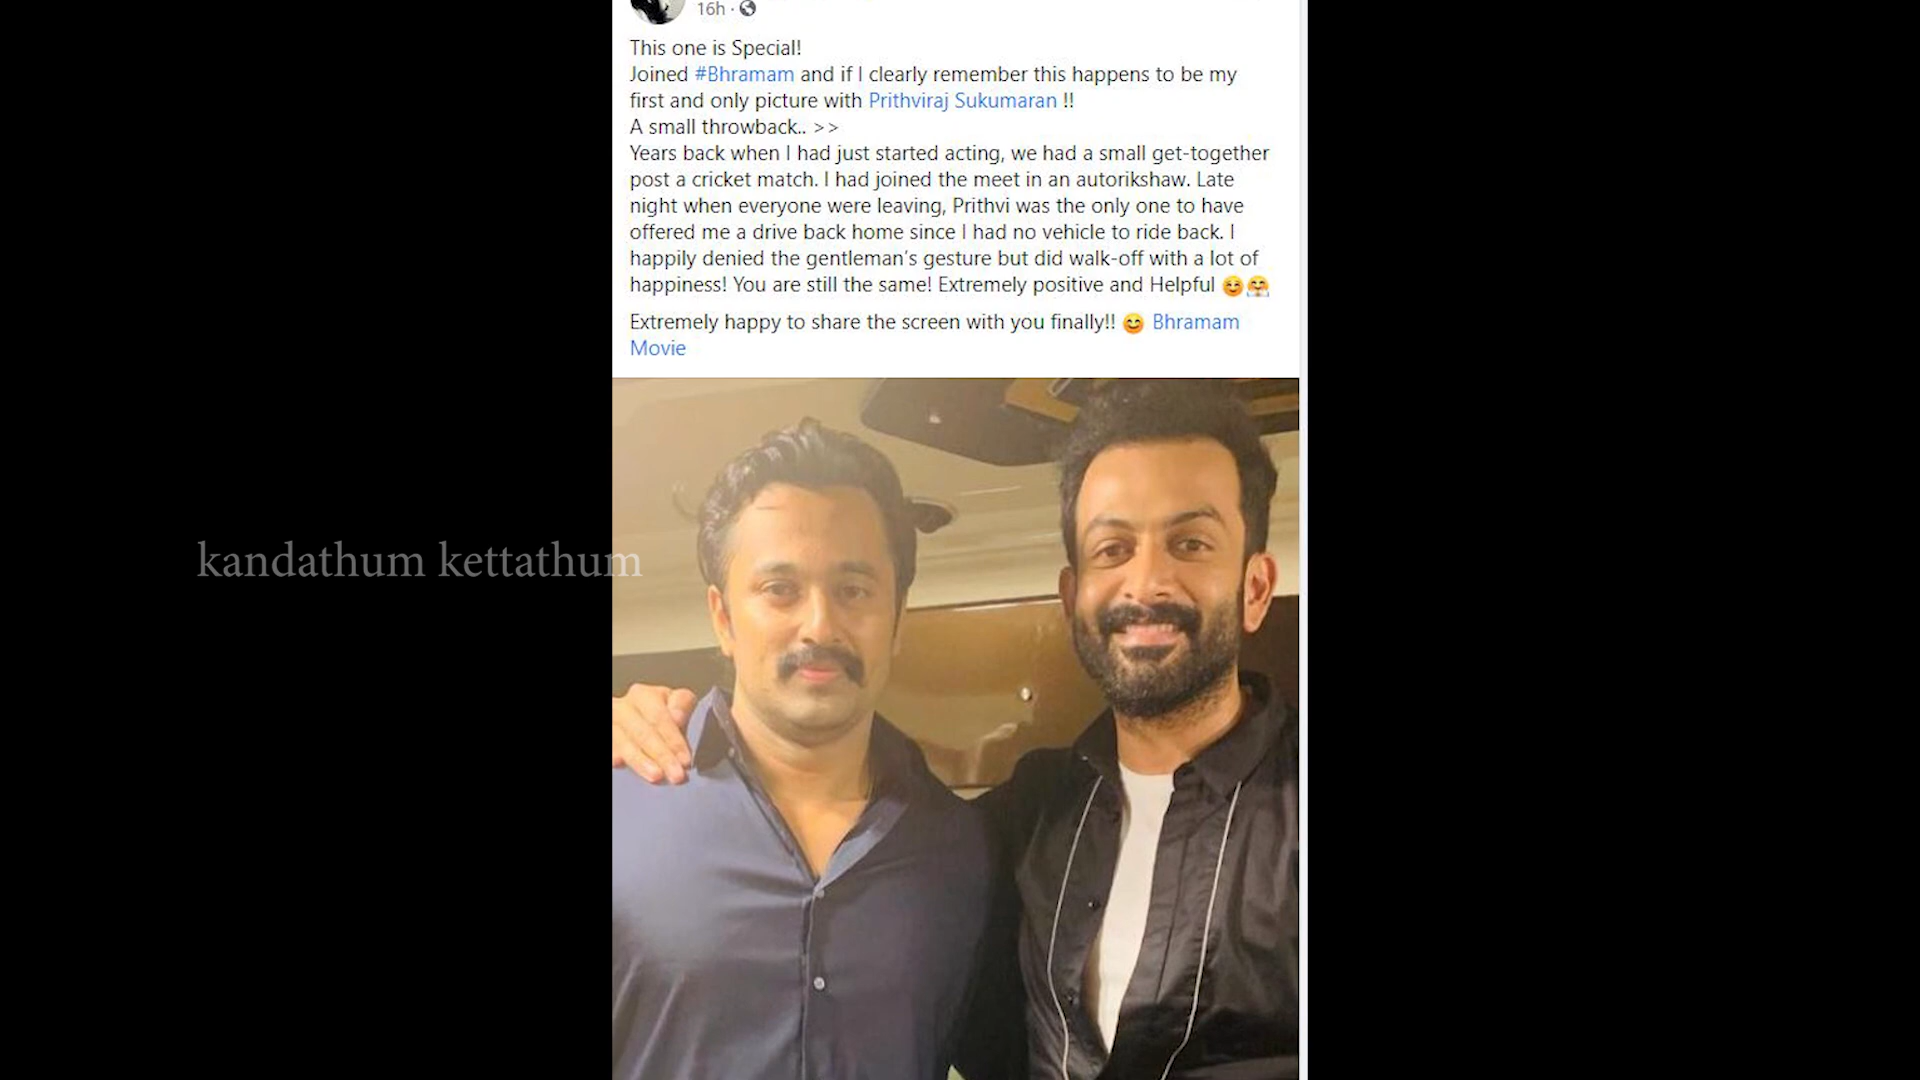 16h ·
This one is Special!
Joined #Bhramam and if I clearly remember this happens to be my
first and only picture with Prithviraj Sukumaran !!
A small throwback.. >>
Years back when I had just started acting, we had a small get-together
post a cricket match. I had joined the meet in an autorikshaw. Late
night when everyone were leaving, Prithvi was the only one to have
offered me a drive back home since I had no vehicle to ride back. I
happily denied the gentleman's gesture but did walk-off with a lot of
happiness! You are still the same! Extremely positive and Helpful 😊🤗
Extremely happy to share the screen with you finally!! 😊 Bhramam
Movie
kandathum kettathum